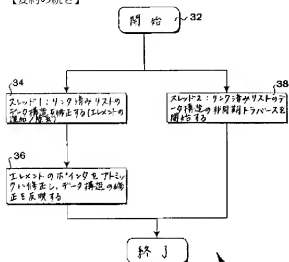 【後続の続き】
開始
32
34
スレッド1：リンク済みリストの
データ構造を修正する(エレメントの
追加／除去)
38
スレッド2：リンク済みリストのデ
ータ構造の非同期トラバースを
開始する
36
エレメントのポインタをアトミッ
クに修正し、データ構造の修
正を反映する
終了